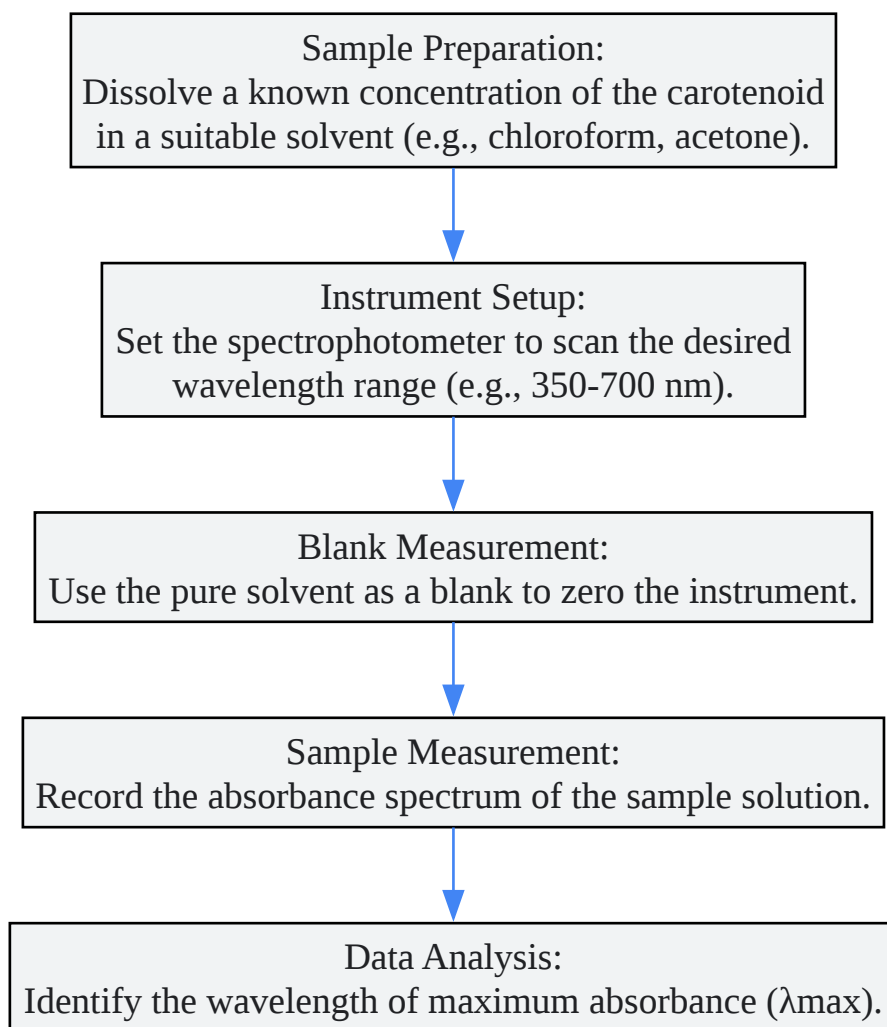 Sample Preparation:
Dissolve a known concentration of the carotenoid
in a suitable solvent (e.g., chloroform, acetone).
Instrument Setup:
Set the spectrophotometer to scan the desired
wavelength range (e.g., 350-700 nm).
Blank Measurement:
Use the pure solvent as a blank to zero the instrument.
Sample Measurement:
Record the absorbance spectrum of the sample solution.
Data Analysis:
Identify the wavelength of maximum absorbance (λmax).